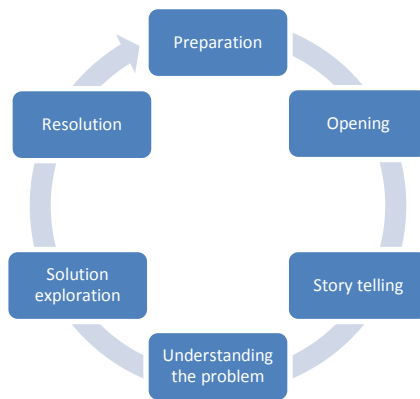 Preparation
Opening
Story telling
Understanding
the problem
Solution
exploration
Resolution